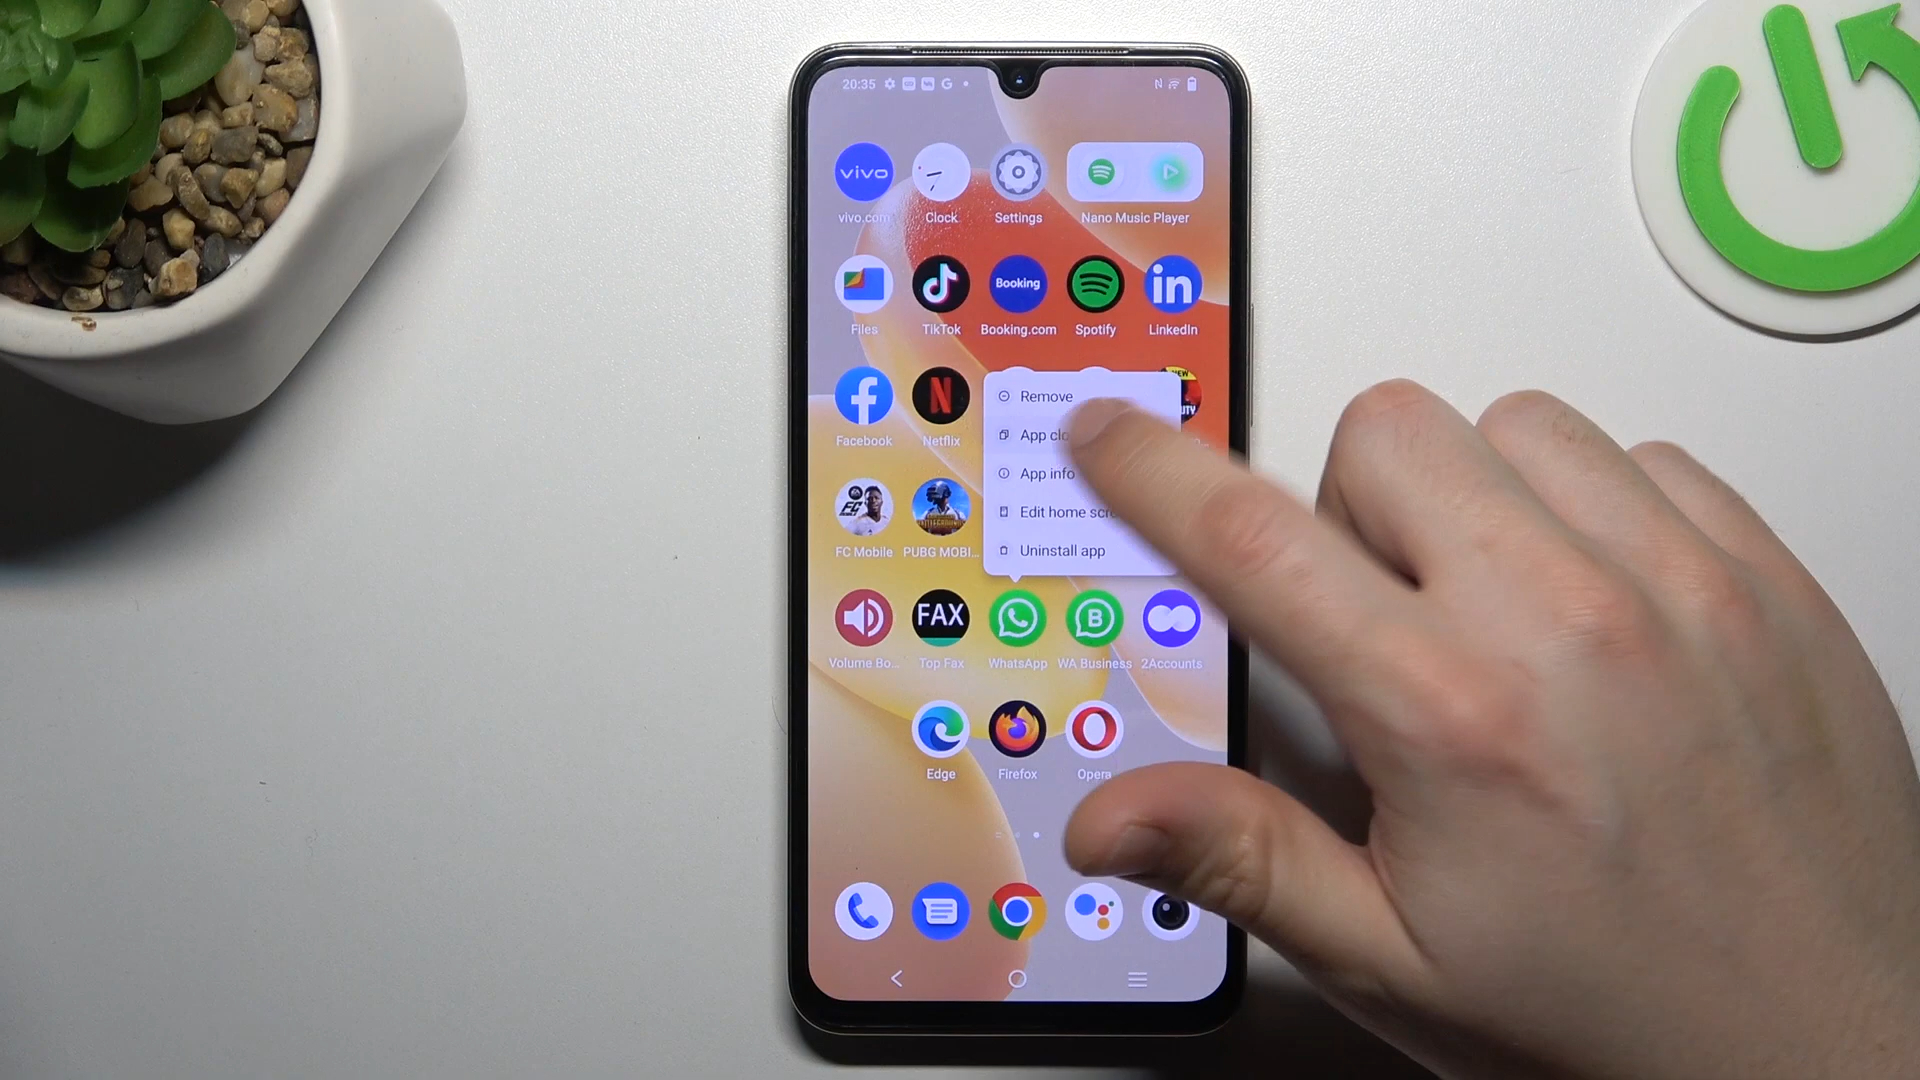 20:35
vivo
vivo.com Clock Settings Nano Music Player
Booking in
Files TikTok Booking.com Spotify LinkedIn
NEW
Remove
App
App info
Edit home
Uninstall app
Facebook Netflix
FC
FC Mobile PUBG MOBI...
FAX B
Volume Bo... Top Fax WhatsApp WA Business 2Accounts
Edge Firefox Opera